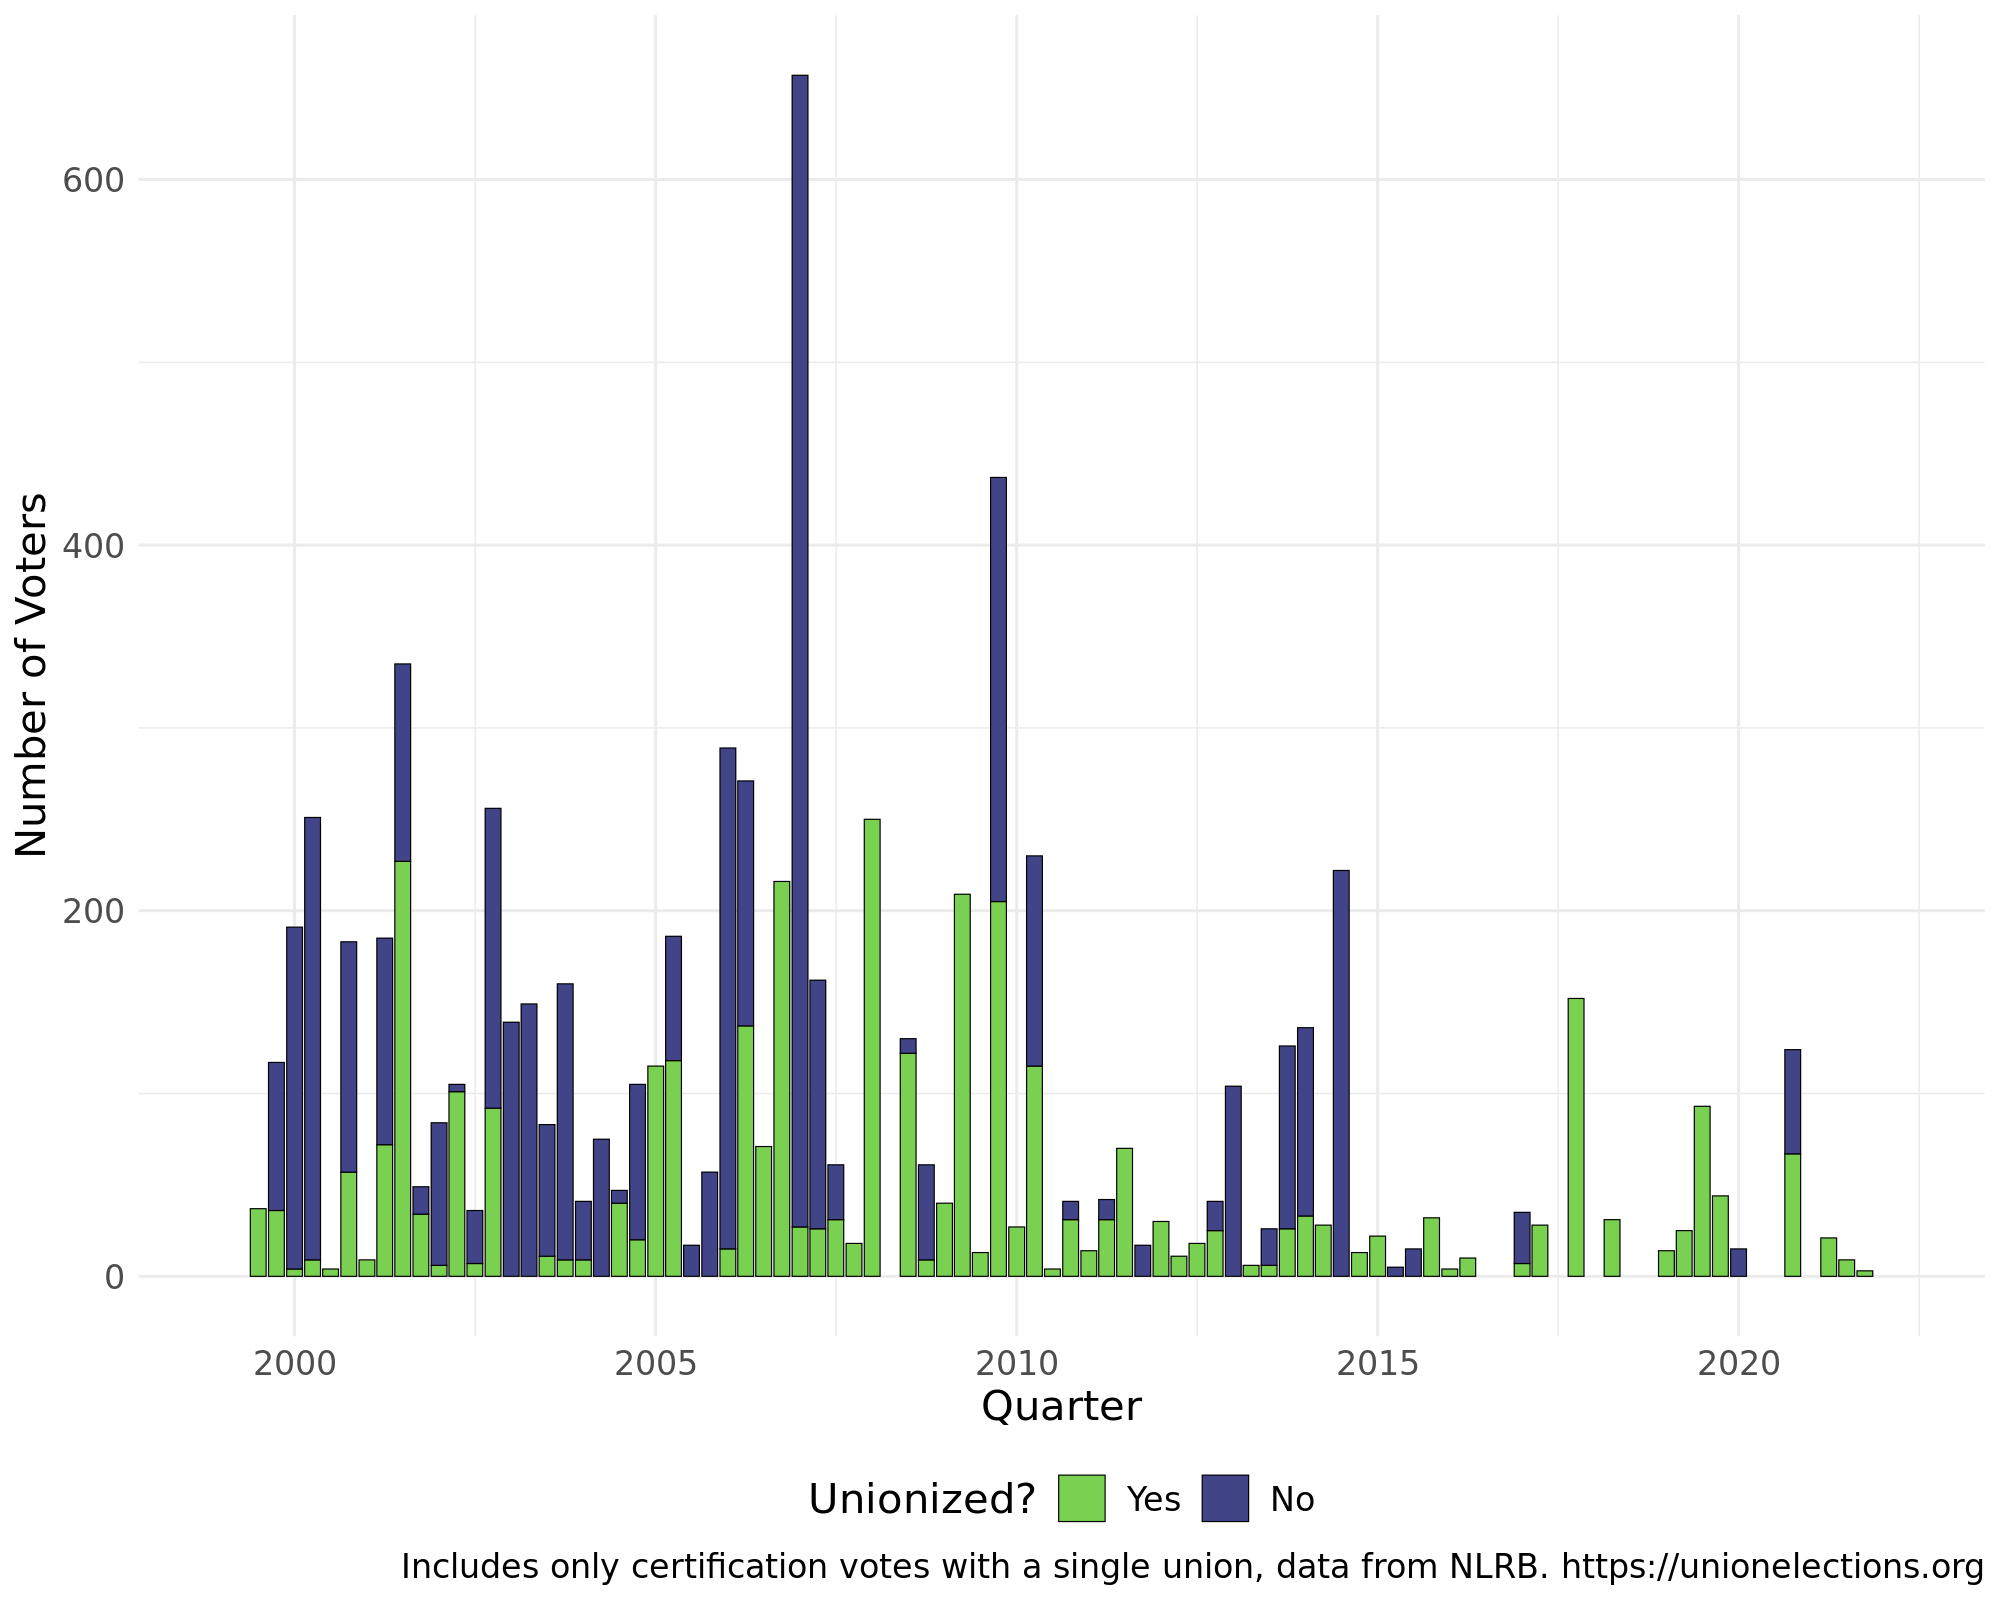 Number of Voters
600
400
200
0
2000 2005 2010 2015 2020
Quarter
Unionized? Yes No
Includes only certification votes with a single union, data from NLRB. https://unionelections.org